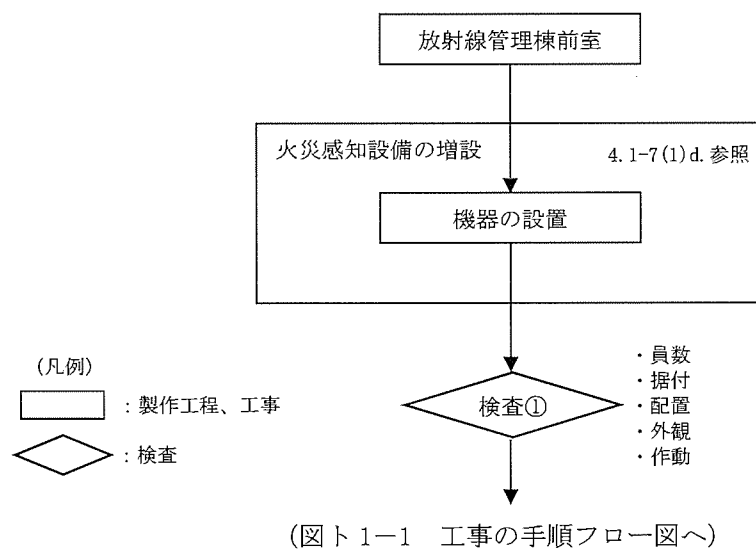 放射線管理棟前室
火災感知設備の増設
4.1-7(1)d.参照
機器の設置
・員数
・据付
・配置
・外観
・作動
検査①
(凡例)
：製作工程、工事
：検査
(図ト1－1　工事の手順フロー図へ)